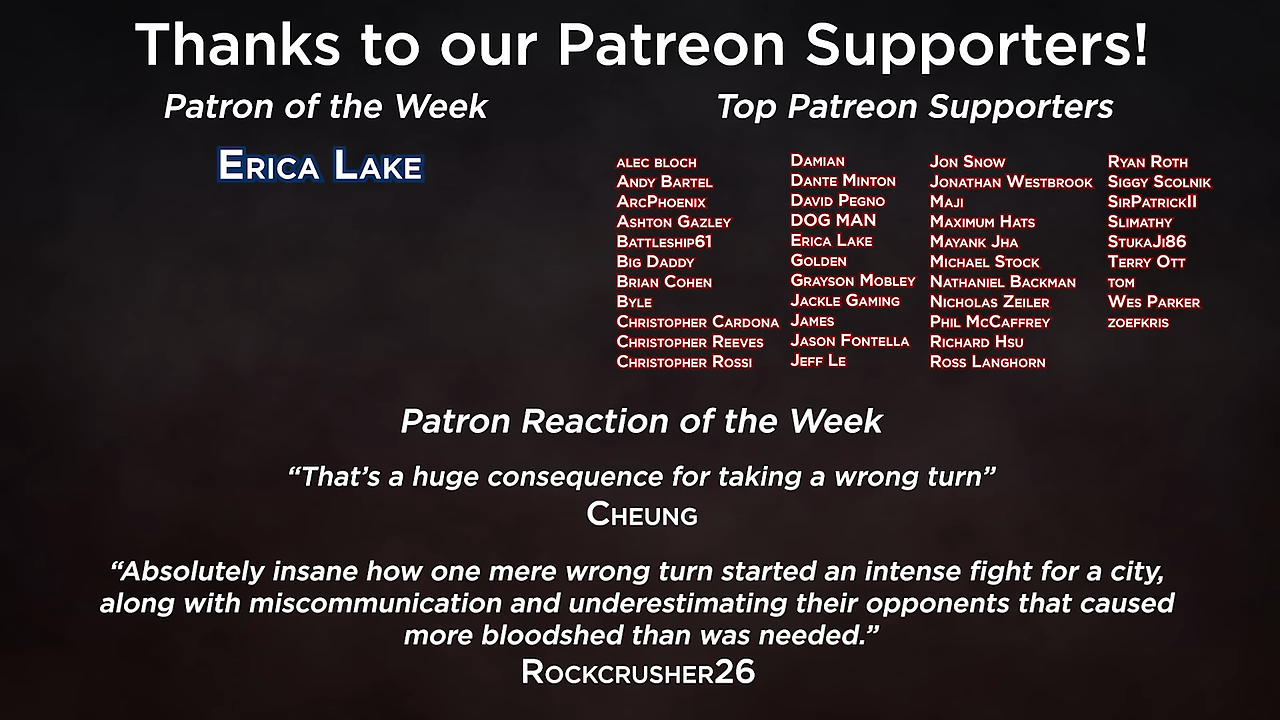 Thanks to our Patreon Supporters!
Patron of the Week
Erica Lake
Top Patreon Supporters
alec bloch
Andy Bartel
ArcPhoenix
Ashton Gazley
Battleship61
Big Daddy
Brian Cohen
Byle
Christopher Cardona
Christopher Reeves
Christopher Rossi
Damian
Dante Minton
David Pegno
DOG MAN
Erica Lake
Golden
Grayson Mobley
Jackle Gaming
James
Jason Fontella
Jeff Le
Jon Snow
Jonathan Westbrook
Maji
Maximum Hats
Mayank Jha
Michael Stock
Nathaniel Backman
Nicholas Zeiler
Phil McCaffrey
Richard Hsu
Ross Langhorn
Ryan Roth
Siggy Scolnik
SirPatrickII
Slimathy
StukaJi86
Terry Ott
tom
Wes Parker
zoefkris
Patron Reaction of the Week
“That’s a huge consequence for taking a wrong turn”
Cheung
“Absolutely insane how one mere wrong turn started an intense fight for a city,
along with miscommunication and underestimating their opponents that caused
more bloodshed than was needed.”
Rockcrusher26